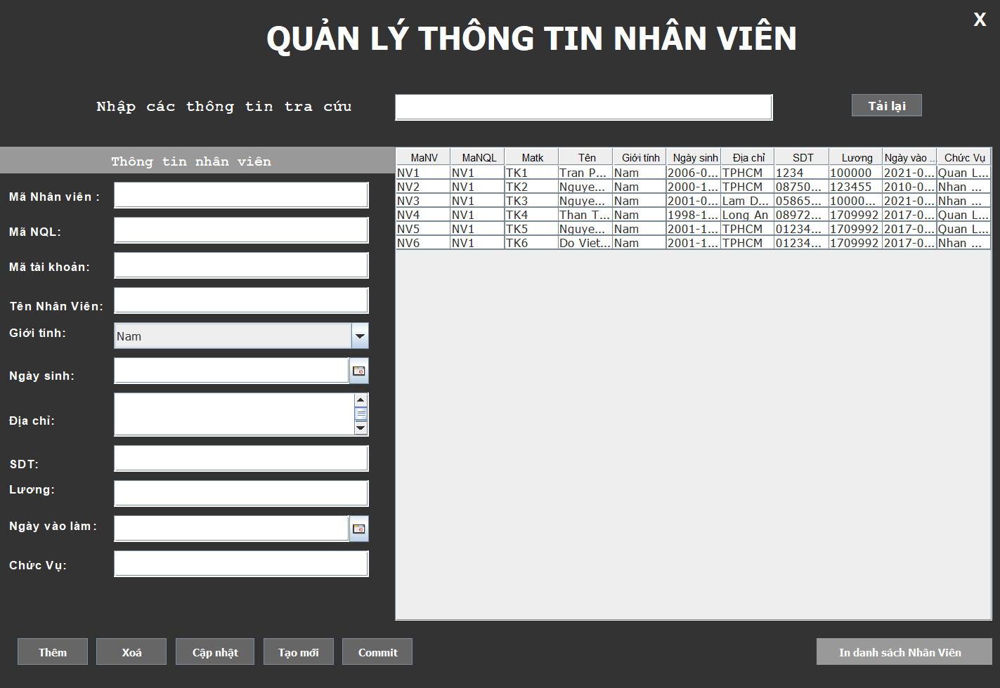 X
QUẢN LÝ THÔNG TIN NHÂN VIÊN
Nhập các thông tin tra cứu
Tải lại
Thông tin nhân viên
Mã Nhân viên :
Mã NQL:
Mã tài khoản:
Tên Nhân Viên:
Giới tính: Nam
Ngày sinh:
Địa chỉ:
SDT:
Lương:
Ngày vào làm:
Chức Vụ:
MaNV MaNQL Matk Tên Giới tính Ngày sinh Địa chỉ SDT Lương Ngày vào ... Chức Vụ
NV1 NV1 TK1 Tran P... Nam 2006-0... TPHCM 1234 100000 2021-0... Quan L...
NV2 NV1 TK2 Nguye... Nam 2000-1... TPHCM 08750... 123455 2010-0... Nhan ...
NV3 NV1 TK3 Nguye... Nam 2001-0... Lam D... 05865... 10000... 2021-0... Nhan ...
NV4 NV1 TK4 Than T... Nam 1998-1... Long An 08972... 1709992 2017-0... Quan L...
NV5 NV1 TK5 Nguye... Nam 2001-1... TPHCM 01234... 1709992 2017-0... Quan L...
NV6 NV1 TK6 Do Viet... Nam 2001-1... TPHCM 01234... 1709992 2017-0... Nhan ...
Thêm Xoá Cập nhật Tạo mới Commit
In danh sách Nhân Viên